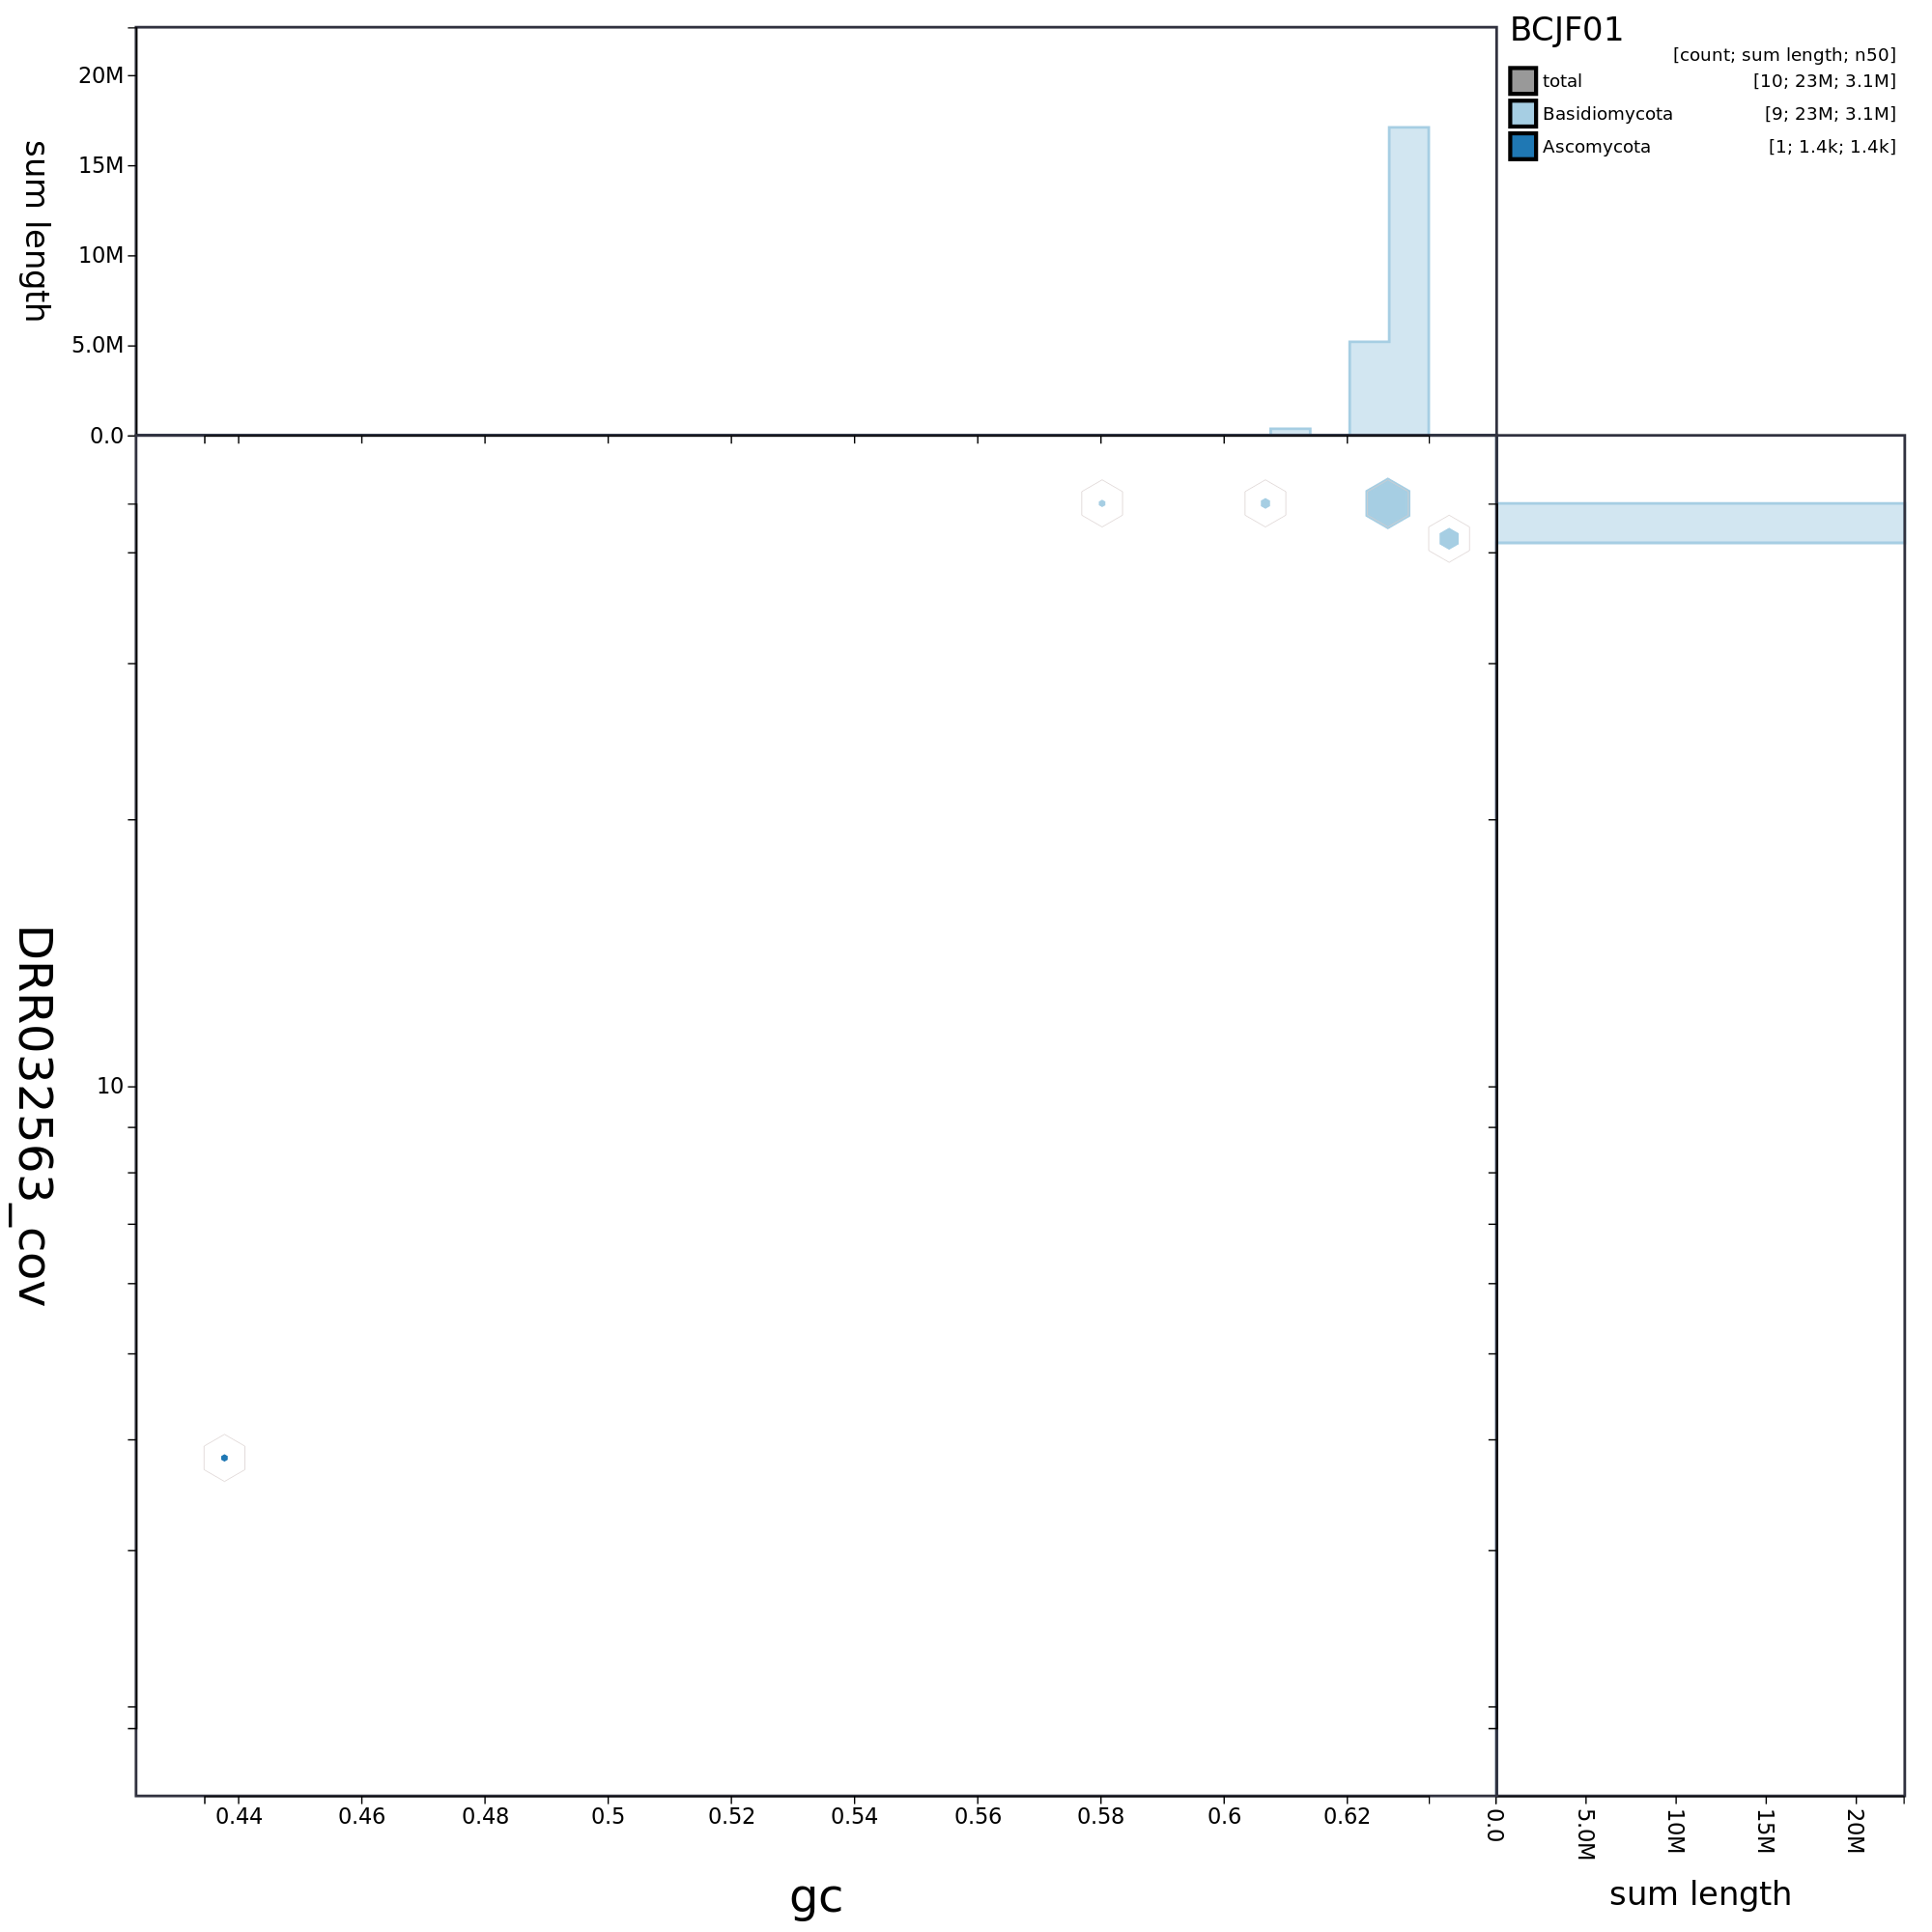 BCJF01
[count; sum length; n50]
total [10; 23M; 3.1M]
Basidiomycota [9; 23M; 3.1M]
Ascomycota [1; 1.4k; 1.4k]
20M
15M
10M
5.0M
0.0
sum length
10
DRR032563_cov
0.44 0.46 0.48 0.5 0.52 0.54 0.56 0.58 0.6 0.62
gc
0.0 5.0M 10M 15M 20M
sum length